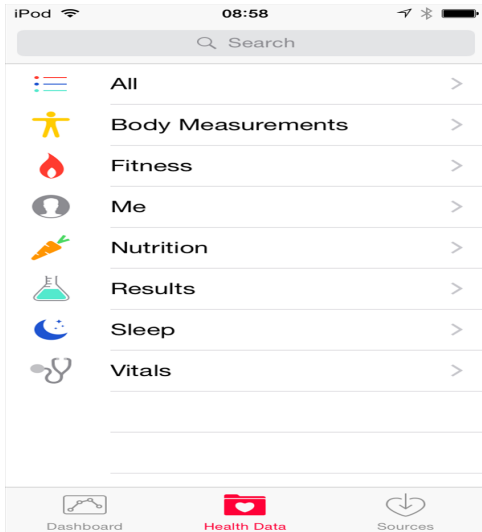 iPod 08:58
Search
All
Body Measurements
Fitness
Me
Nutrition
Results
Sleep
Vitals
Dashboard Health Data Sources